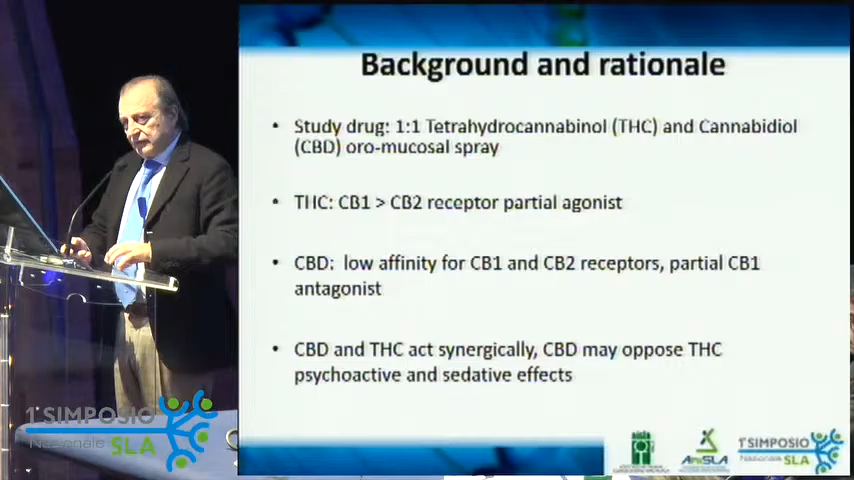 Background and rationale
• Study drug: 1:1 Tetrahydrocannabinol (THC) and Cannabidiol
(CBD) oro-mucosal spray
• THC: CB1 > CB2 receptor partial agonist
• CBD: low affinity for CB1 and CB2 receptors, partial CB1
antagonist
• CBD and THC act synergically, CBD may oppose THC
psychoactive and sedative effects
1°SIMPOSIO
Nazionale SLA
AriSLA
1°SIMPOSIO
Nazionale SLA